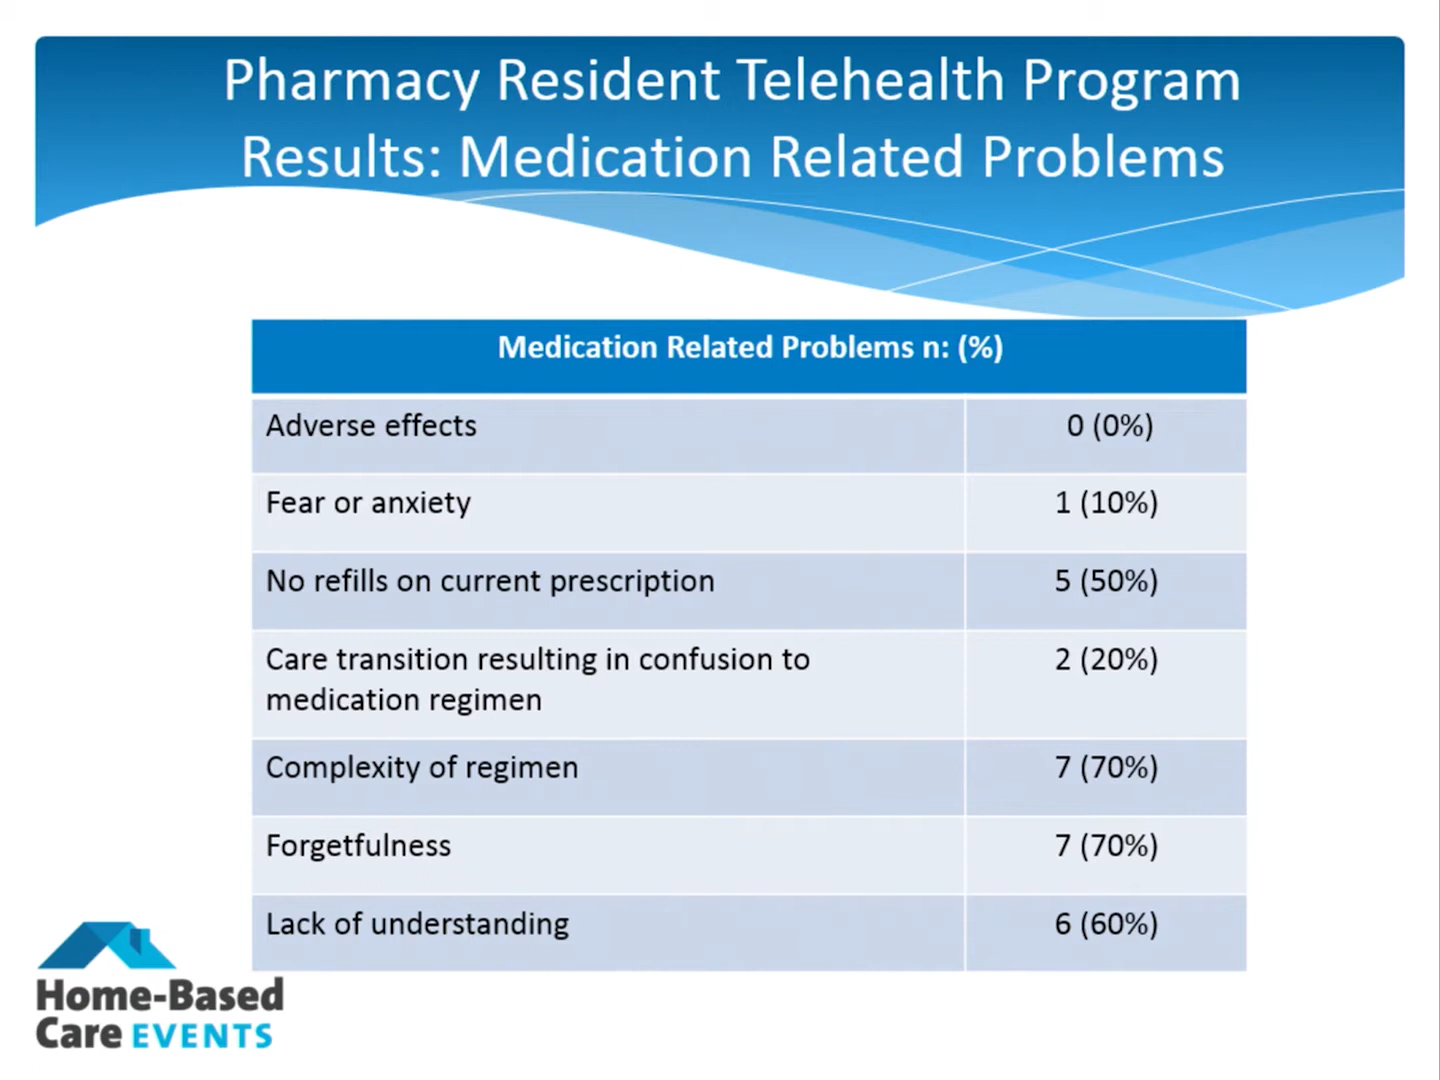 Pharmacy Resident Telehealth Program
Results: Medication Related Problems
Medication Related Problems n: (%)
Adverse effects 0 (0%)
Fear or anxiety 1 (10%)
No refills on current prescription 5 (50%)
Care transition resulting in confusion to 2 (20%)
medication regimen
Complexity of regimen 7 (70%)
Forgetfulness 7 (70%)
Lack of understanding 6 (60%)
Home-Based
Care EVENTS